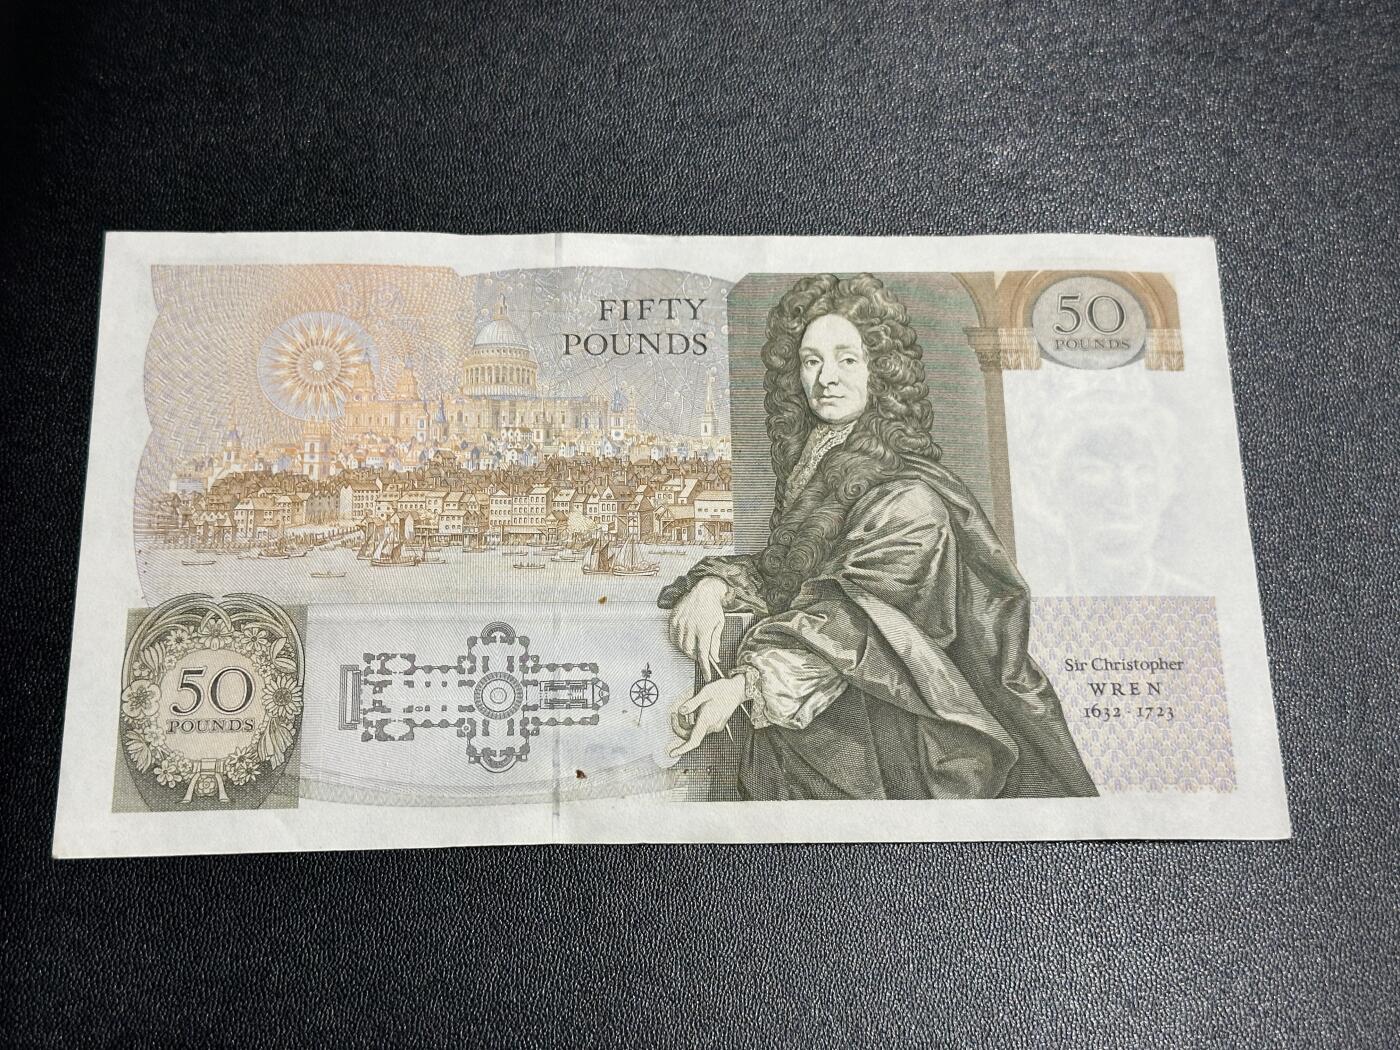 FIFTY
POUNDS
50
POUNDS
50
POUNDS
Sir Christopher
WREN
1632 · 1723